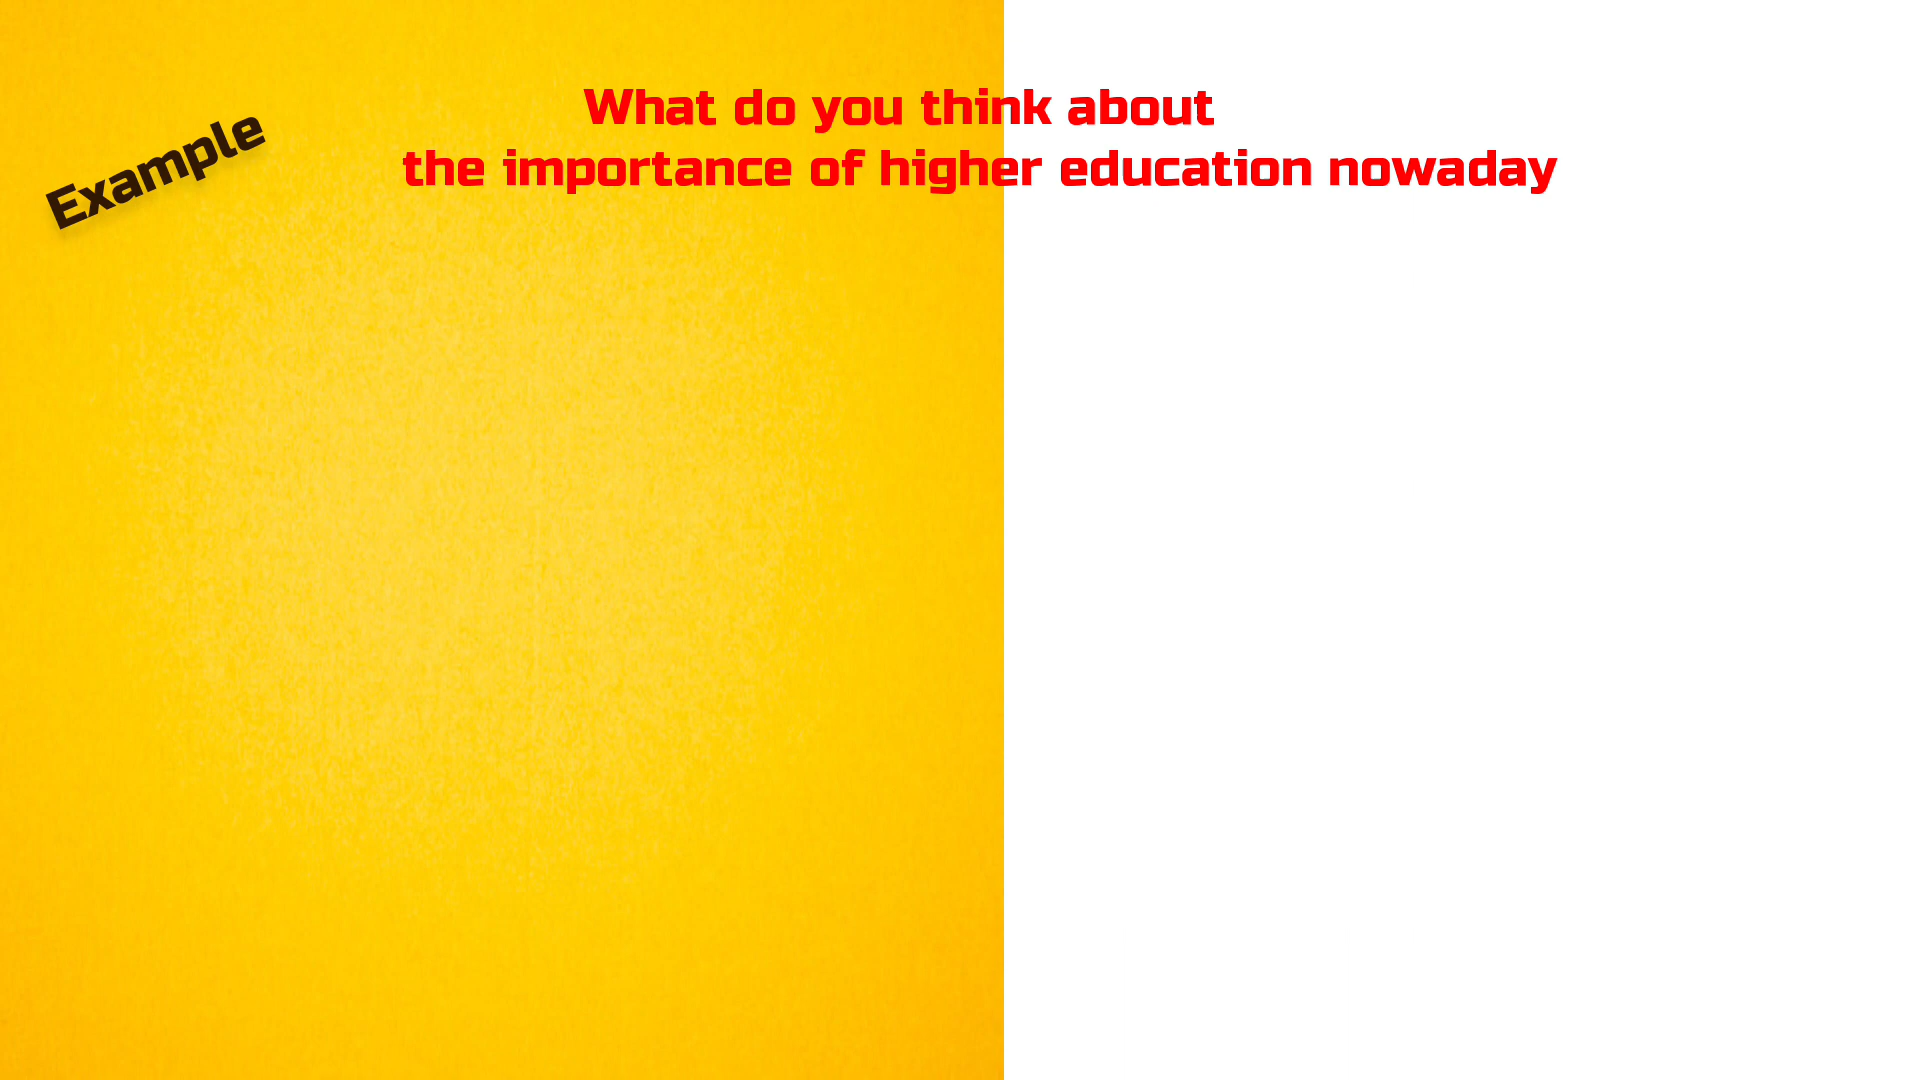 Example
What do you think about
the importance of higher education nowaday